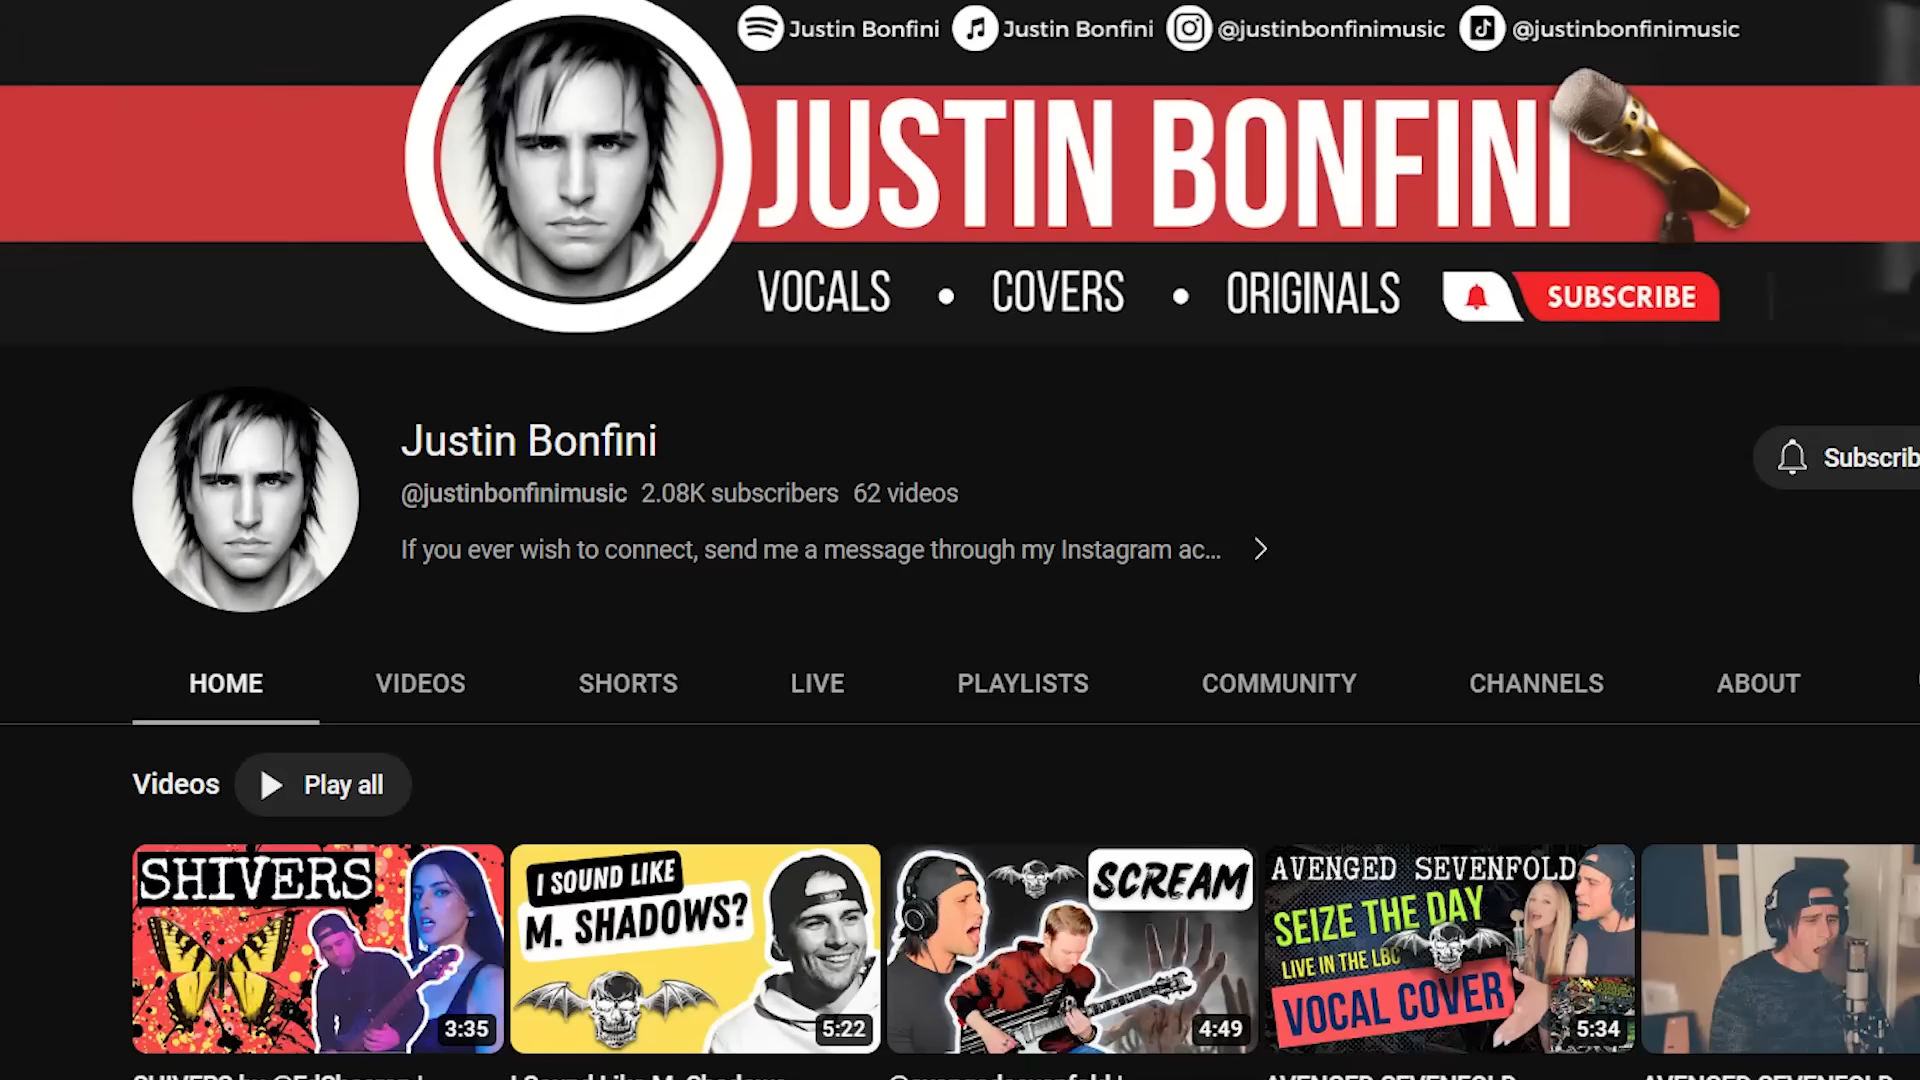 Justin Bonfini Justin Bonfini @justinbonfinimusic @justinbonfinimusic
JUSTIN BONFINI
VOCALS • COVERS • ORIGINALS SUBSCRIBE
Justin Bonfini
@justinbonfinimusic 2.08K subscribers 62 videos
If you ever wish to connect, send me a message through my Instagram ac...
Subscrib
HOME VIDEOS SHORTS LIVE PLAYLISTS COMMUNITY CHANNELS ABOUT
Videos Play all
SHIVERS
3:35
I SOUND LIKE
M. SHADOWS?
5:22
SCREAM
4:49
AVENGED SEVENFOLD
SEIZE THE DAY
LIVE IN THE LBC
VOCAL COVER
5:34